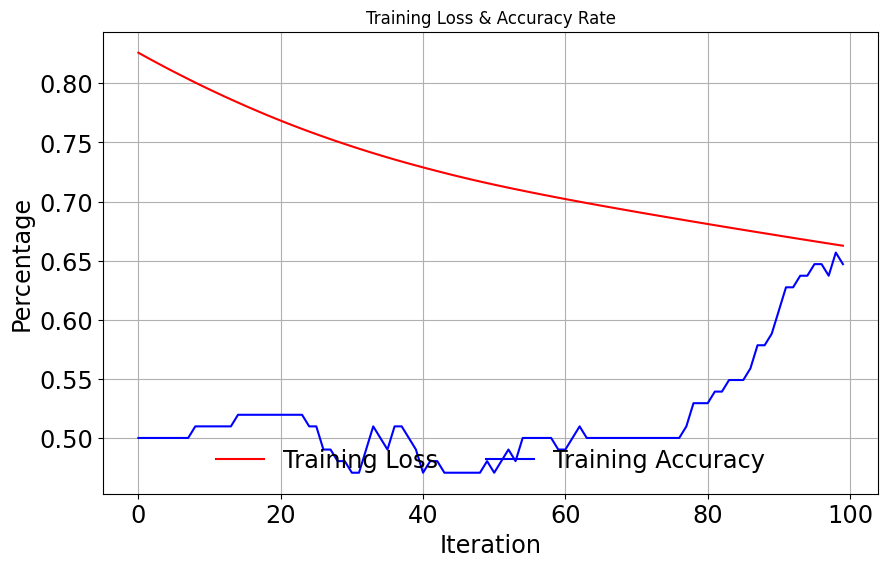 Training Loss & Accuracy Rate
Percentage
0.80
0.75
0.70
0.65
0.60
0.55
0.50
Training Loss Training Accuracy
0 20 40 60 80 100
Iteration